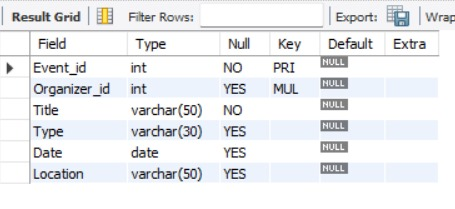 Result Grid Filter Rows: Export: Wrap
Field Type Null Key Default Extra
Event_id int NO PRI NULL
Organizer_id int YES MUL NULL
Title varchar(50) NO NULL
Type varchar(30) YES NULL
Date date YES NULL
Location varchar(50) YES NULL